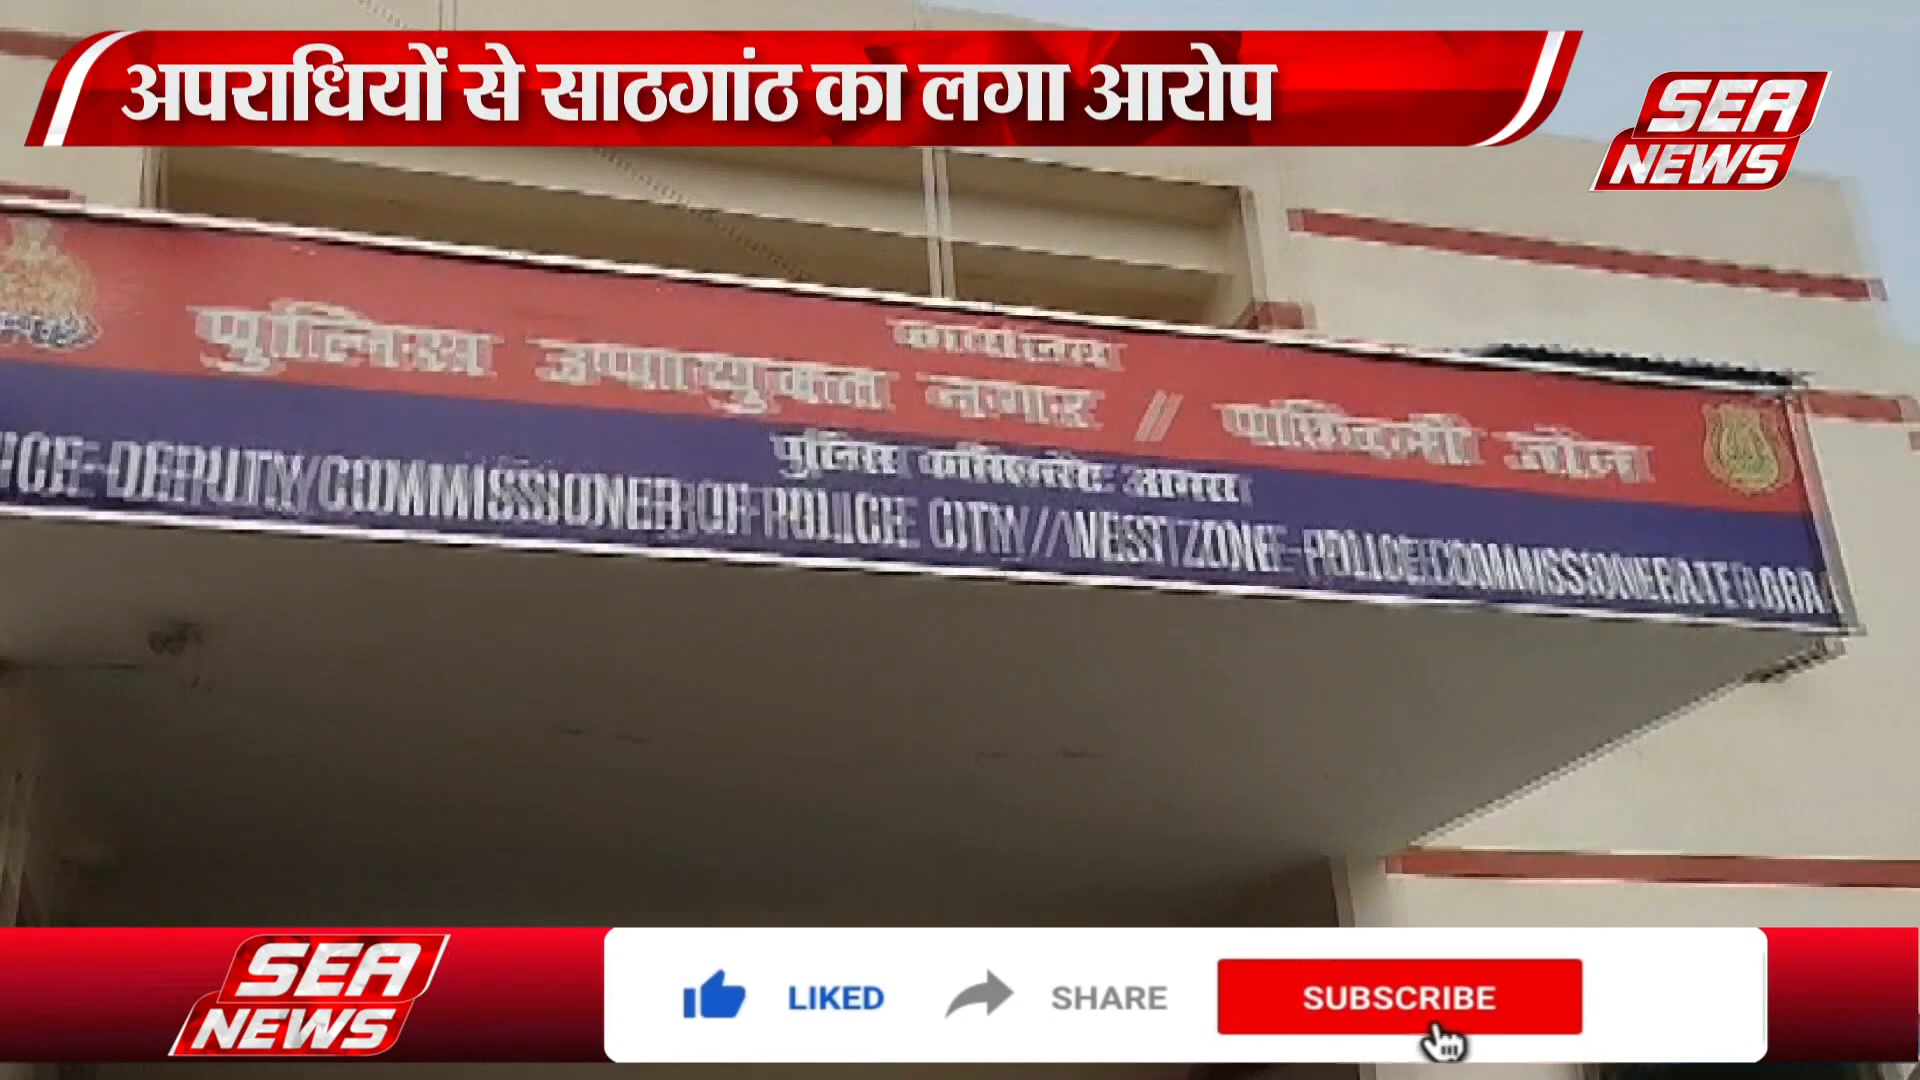 अपराधियों से साठगांठ का लगा आरोप
SEA
NEWS
कार्यालय
पुलिस उपायुक्त नगर / पश्चिमी जोन
पुलिस कमिश्नरेट आगरा
DEPUTY COMMISSIONER OF POLICE CITY / WEST ZONE POLICE COMMISSIONERATE AGRA
SEA
NEWS
LIKED
SHARE
SUBSCRIBE